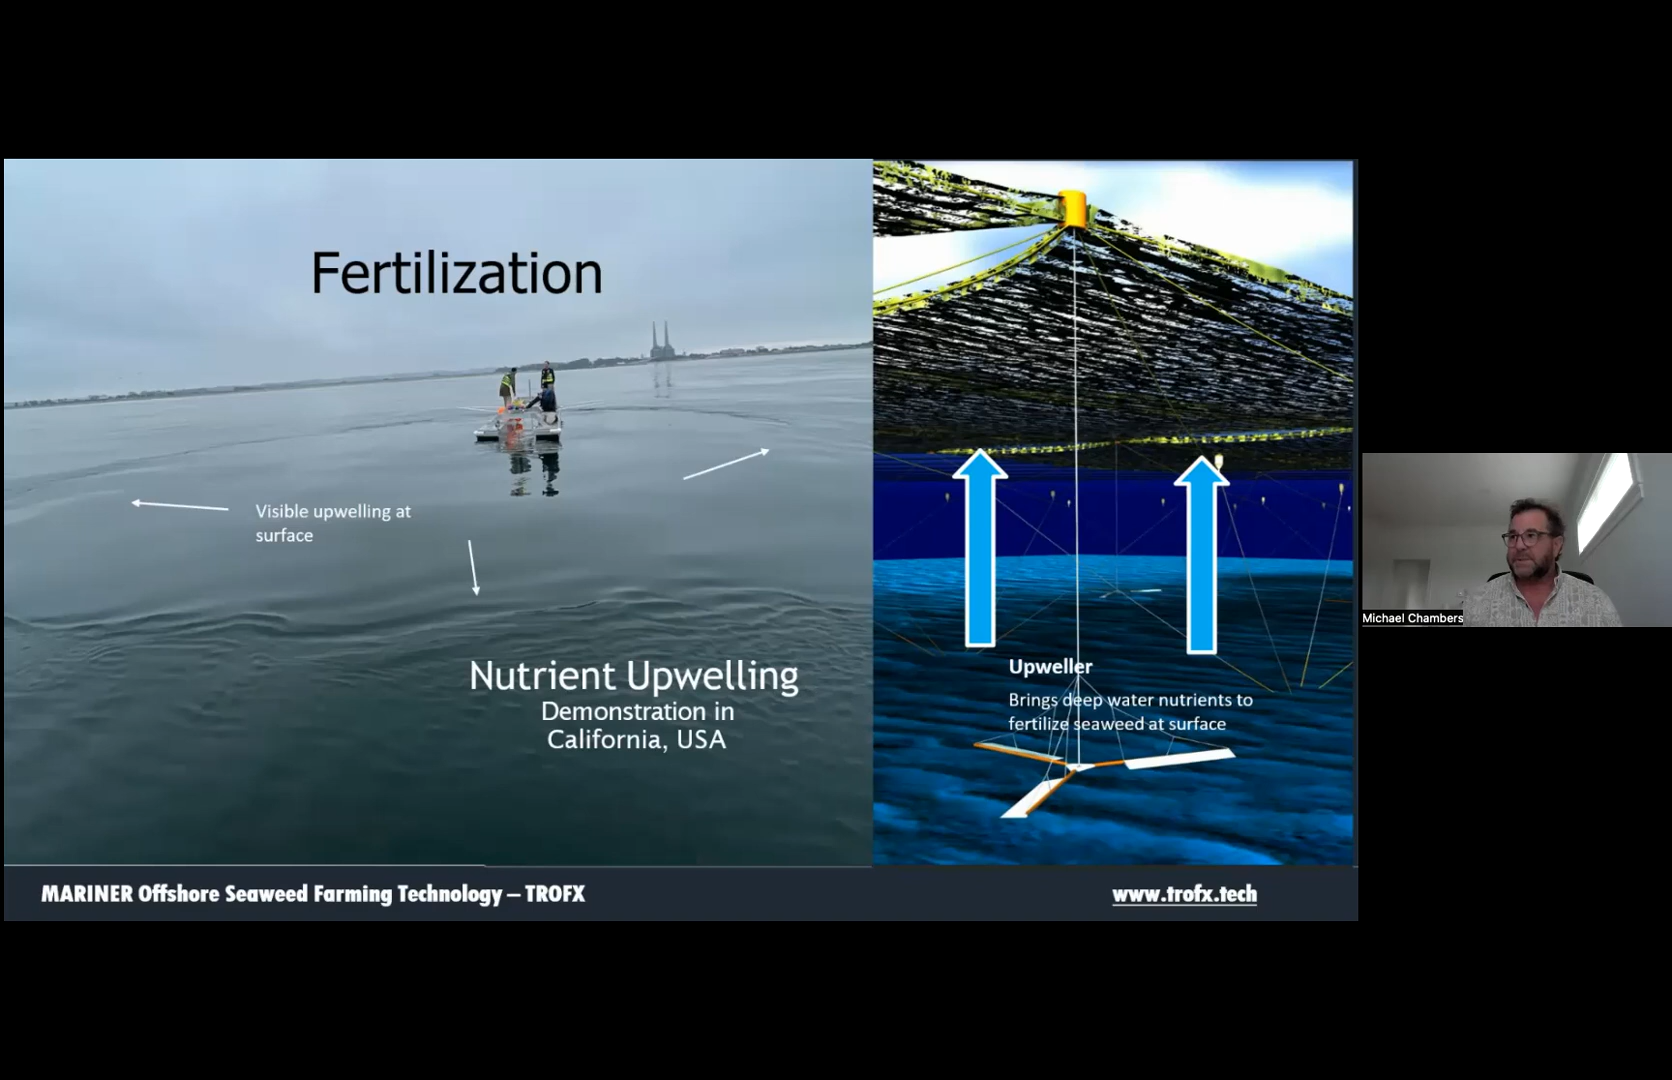 Fertilization
Visible upwelling at
surface
Nutrient Upwelling
Demonstration in
California, USA
Upweller
Brings deep water nutrients to
fertilize seaweed at surface
MARINER Offshore Seaweed Farming Technology – TROFX
www.trofx.tech
Michael Chambers